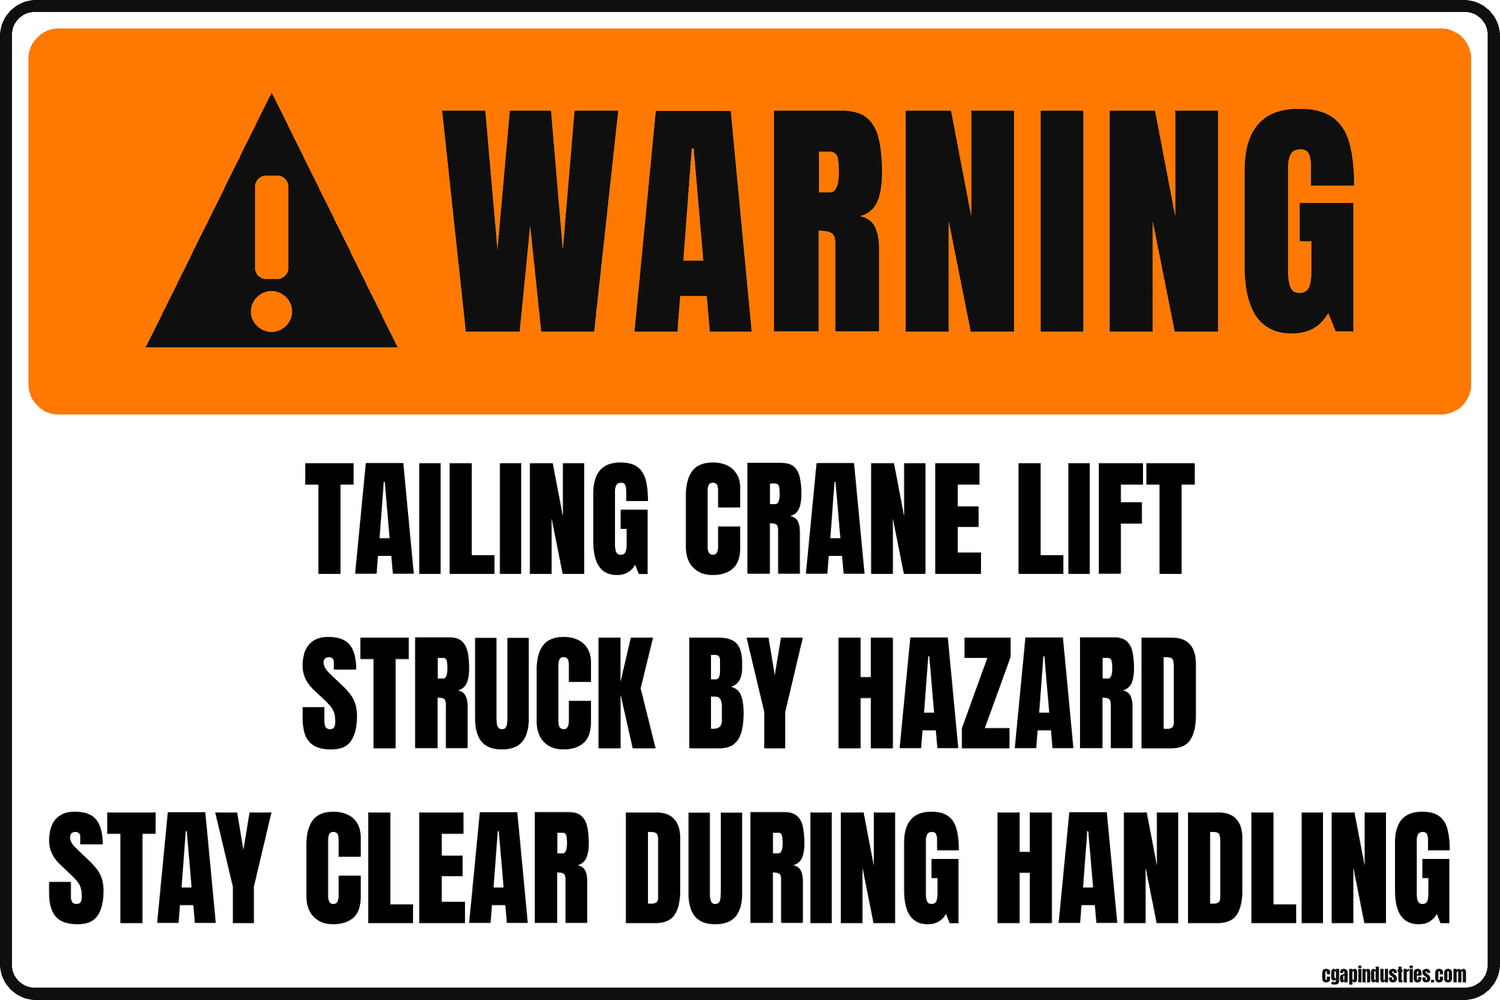 WARNING
TAILING CRANE LIFT
STRUCK BY HAZARD
STAY CLEAR DURING HANDLING
cgapindustries.com